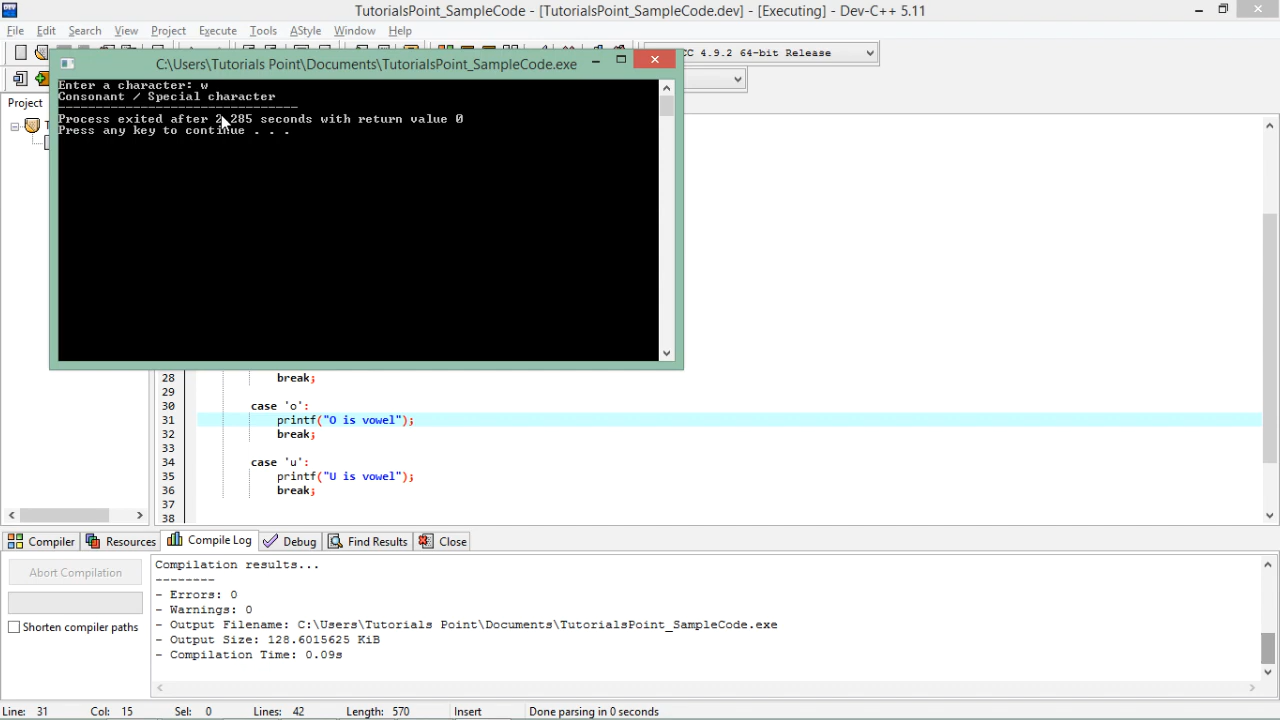 TutorialsPoint_SampleCode - [TutorialsPoint_SampleCode.dev] - [Executing] - Dev-C++ 5.11
File Edit Search View Project Execute Tools AStyle Window Help
CC 4.9.2 64-bit Release
C:\Users\Tutorials Point\Documents\TutorialsPoint_SampleCode.exe
Enter a character: w
Consonant / Special character
--------------------------------
Process exited after 2.285 seconds with return value 0
Press any key to continue . . .
Project
28 break;
29
30 case 'o':
31 printf("O is vowel");
32 break;
33
34 case 'u':
35 printf("U is vowel");
36 break;
37
38
Compiler Resources Compile Log Debug Find Results Close
Abort Compilation
Shorten compiler paths
Compilation results...
--------
- Errors: 0
- Warnings: 0
- Output Filename: C:\Users\Tutorials Point\Documents\TutorialsPoint_SampleCode.exe
- Output Size: 128.6015625 KiB
- Compilation Time: 0.09s
Line: 31 Col: 15 Sel: 0 Lines: 42 Length: 570 Insert Done parsing in 0 seconds